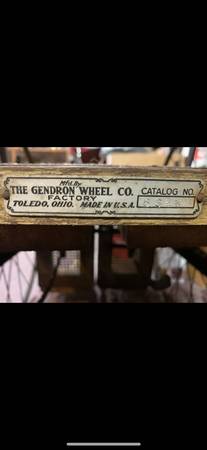 Mfd. By
THE GENDRON WHEEL CO. CATALOG NO.
FACTORY
TOLEDO, OHIO. MADE IN U.S.A.